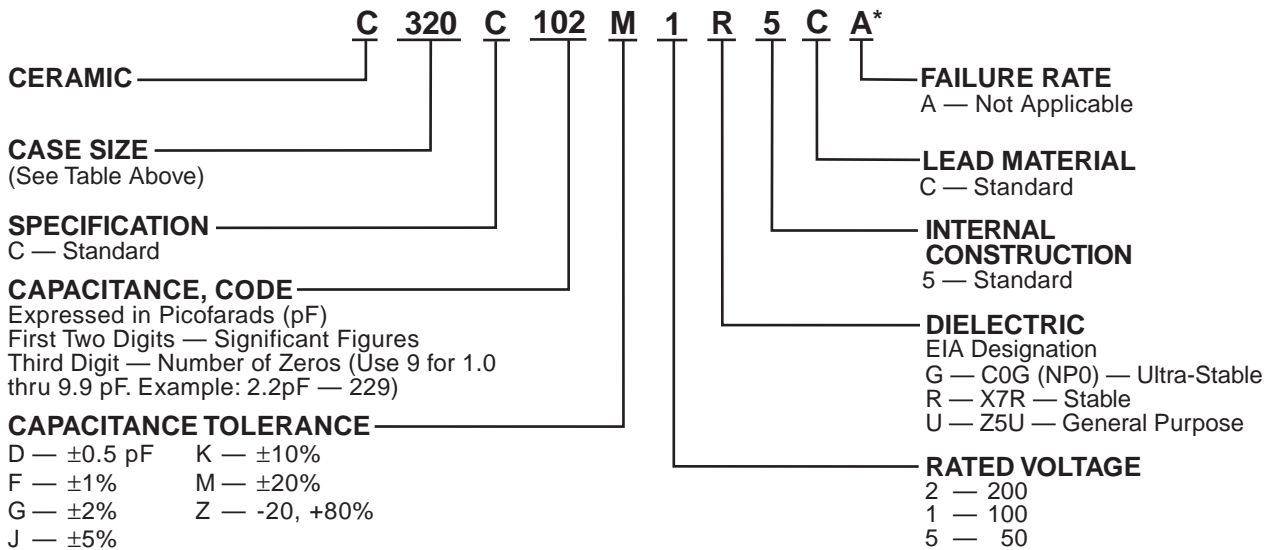 C 320 C 102 M 1 R 5 C A*
CERAMIC
CASE SIZE
(See Table Above)
SPECIFICATION
C — Standard
CAPACITANCE, CODE
Expressed in Picofarads (pF)
First Two Digits — Significant Figures
Third Digit — Number of Zeros (Use 9 for 1.0
thru 9.9 pF. Example: 2.2pF — 229)
CAPACITANCE TOLERANCE
D — ±0.5 pF K — ±10%
F — ±1% M — ±20%
G — ±2% Z — -20, +80%
J — ±5%
FAILURE RATE
A — Not Applicable
LEAD MATERIAL
C — Standard
INTERNAL
CONSTRUCTION
5 — Standard
DIELECTRIC
EIA Designation
G — C0G (NP0) — Ultra-Stable
R — X7R — Stable
U — Z5U — General Purpose
RATED VOLTAGE
2 — 200
1 — 100
5 — 50